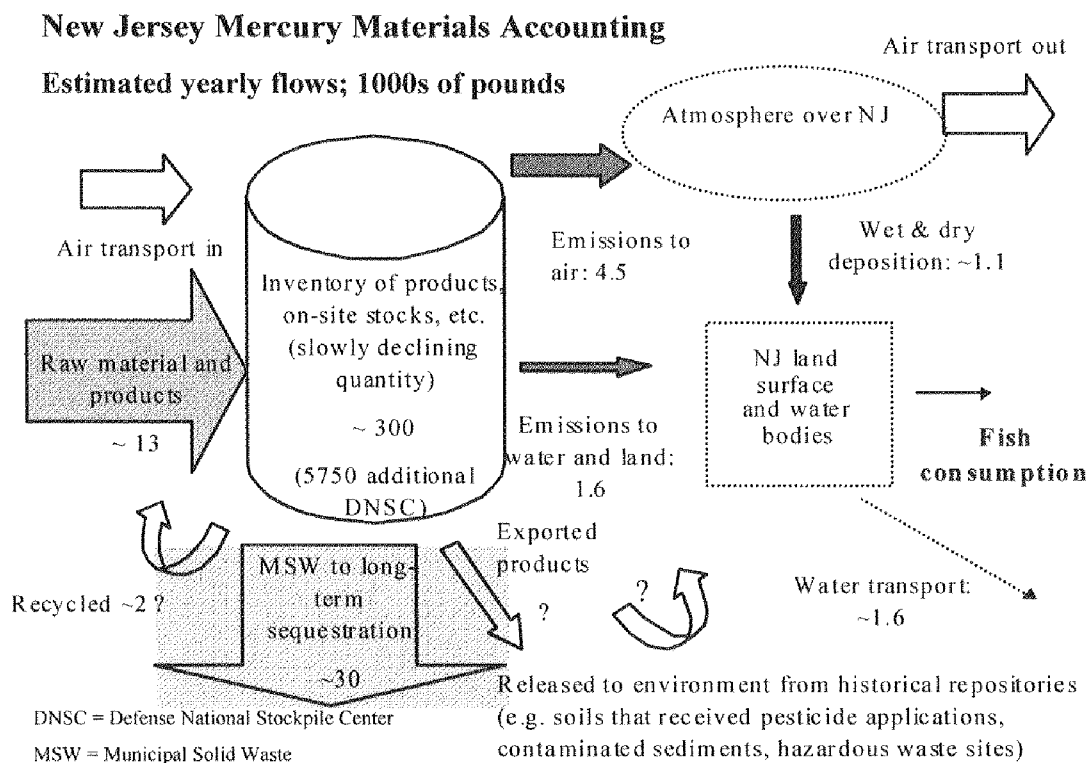 New Jersey Mercury Materials Accounting
Estimated yearly flows; 1000s of pounds
Air transport out
Atmosphere over NJ
Air transport in
Emissions to
air: 4.5
Wet & dry
deposition: ~1.1
Inventory of products,
on-site stocks, etc.
(slowly declining
quantity)
~ 300
(5750 additional
DNSC)
Raw material and
products
~ 13
Emissions to
water and land:
1.6
NJ land
surface
and water
bodies
Fish
consumption
Exported
products
?
?
Recycled ~2 ?
MSW to long-
term
sequestration
~30
Water transport:
~1.6
Released to environment from historical repositories
(e.g. soils that received pesticide applications,
contaminated sediments, hazardous waste sites)
DNSC = Defense National Stockpile Center
MSW = Municipal Solid Waste